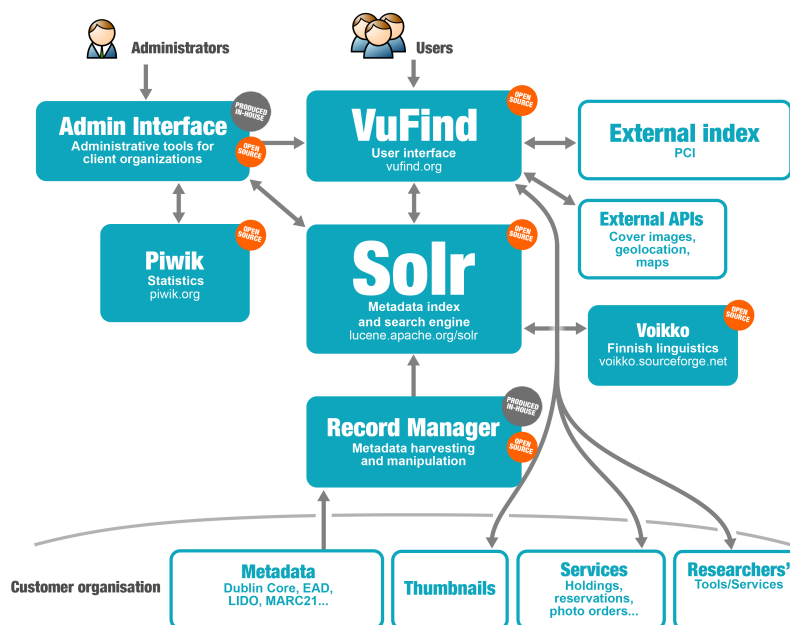 Administrators
Users
PRODUCED
IN-HOUSE
Admin Interface
Administrative tools for
client organizations
OPEN
SOURCE
OPEN
SOURCE
VuFind
User interface
vufind.org
External index
PCI
External APIs
Cover images,
geolocation,
maps
OPEN
SOURCE
Piwik
Statistics
piwik.org
OPEN
SOURCE
Solr
Metadata index
and search engine
lucene.apache.org/solr
OPEN
SOURCE
Voikko
Finnish linguistics
voikko.sourceforge.net
PRODUCED
IN-HOUSE
Record Manager
Metadata harvesting
and manipulation
OPEN
SOURCE
Customer organisation
Metadata
Dublin Core, EAD,
LIDO, MARC21...
Thumbnails
Services
Holdings,
reservations,
photo orders...
Researchers'
Tools/Services